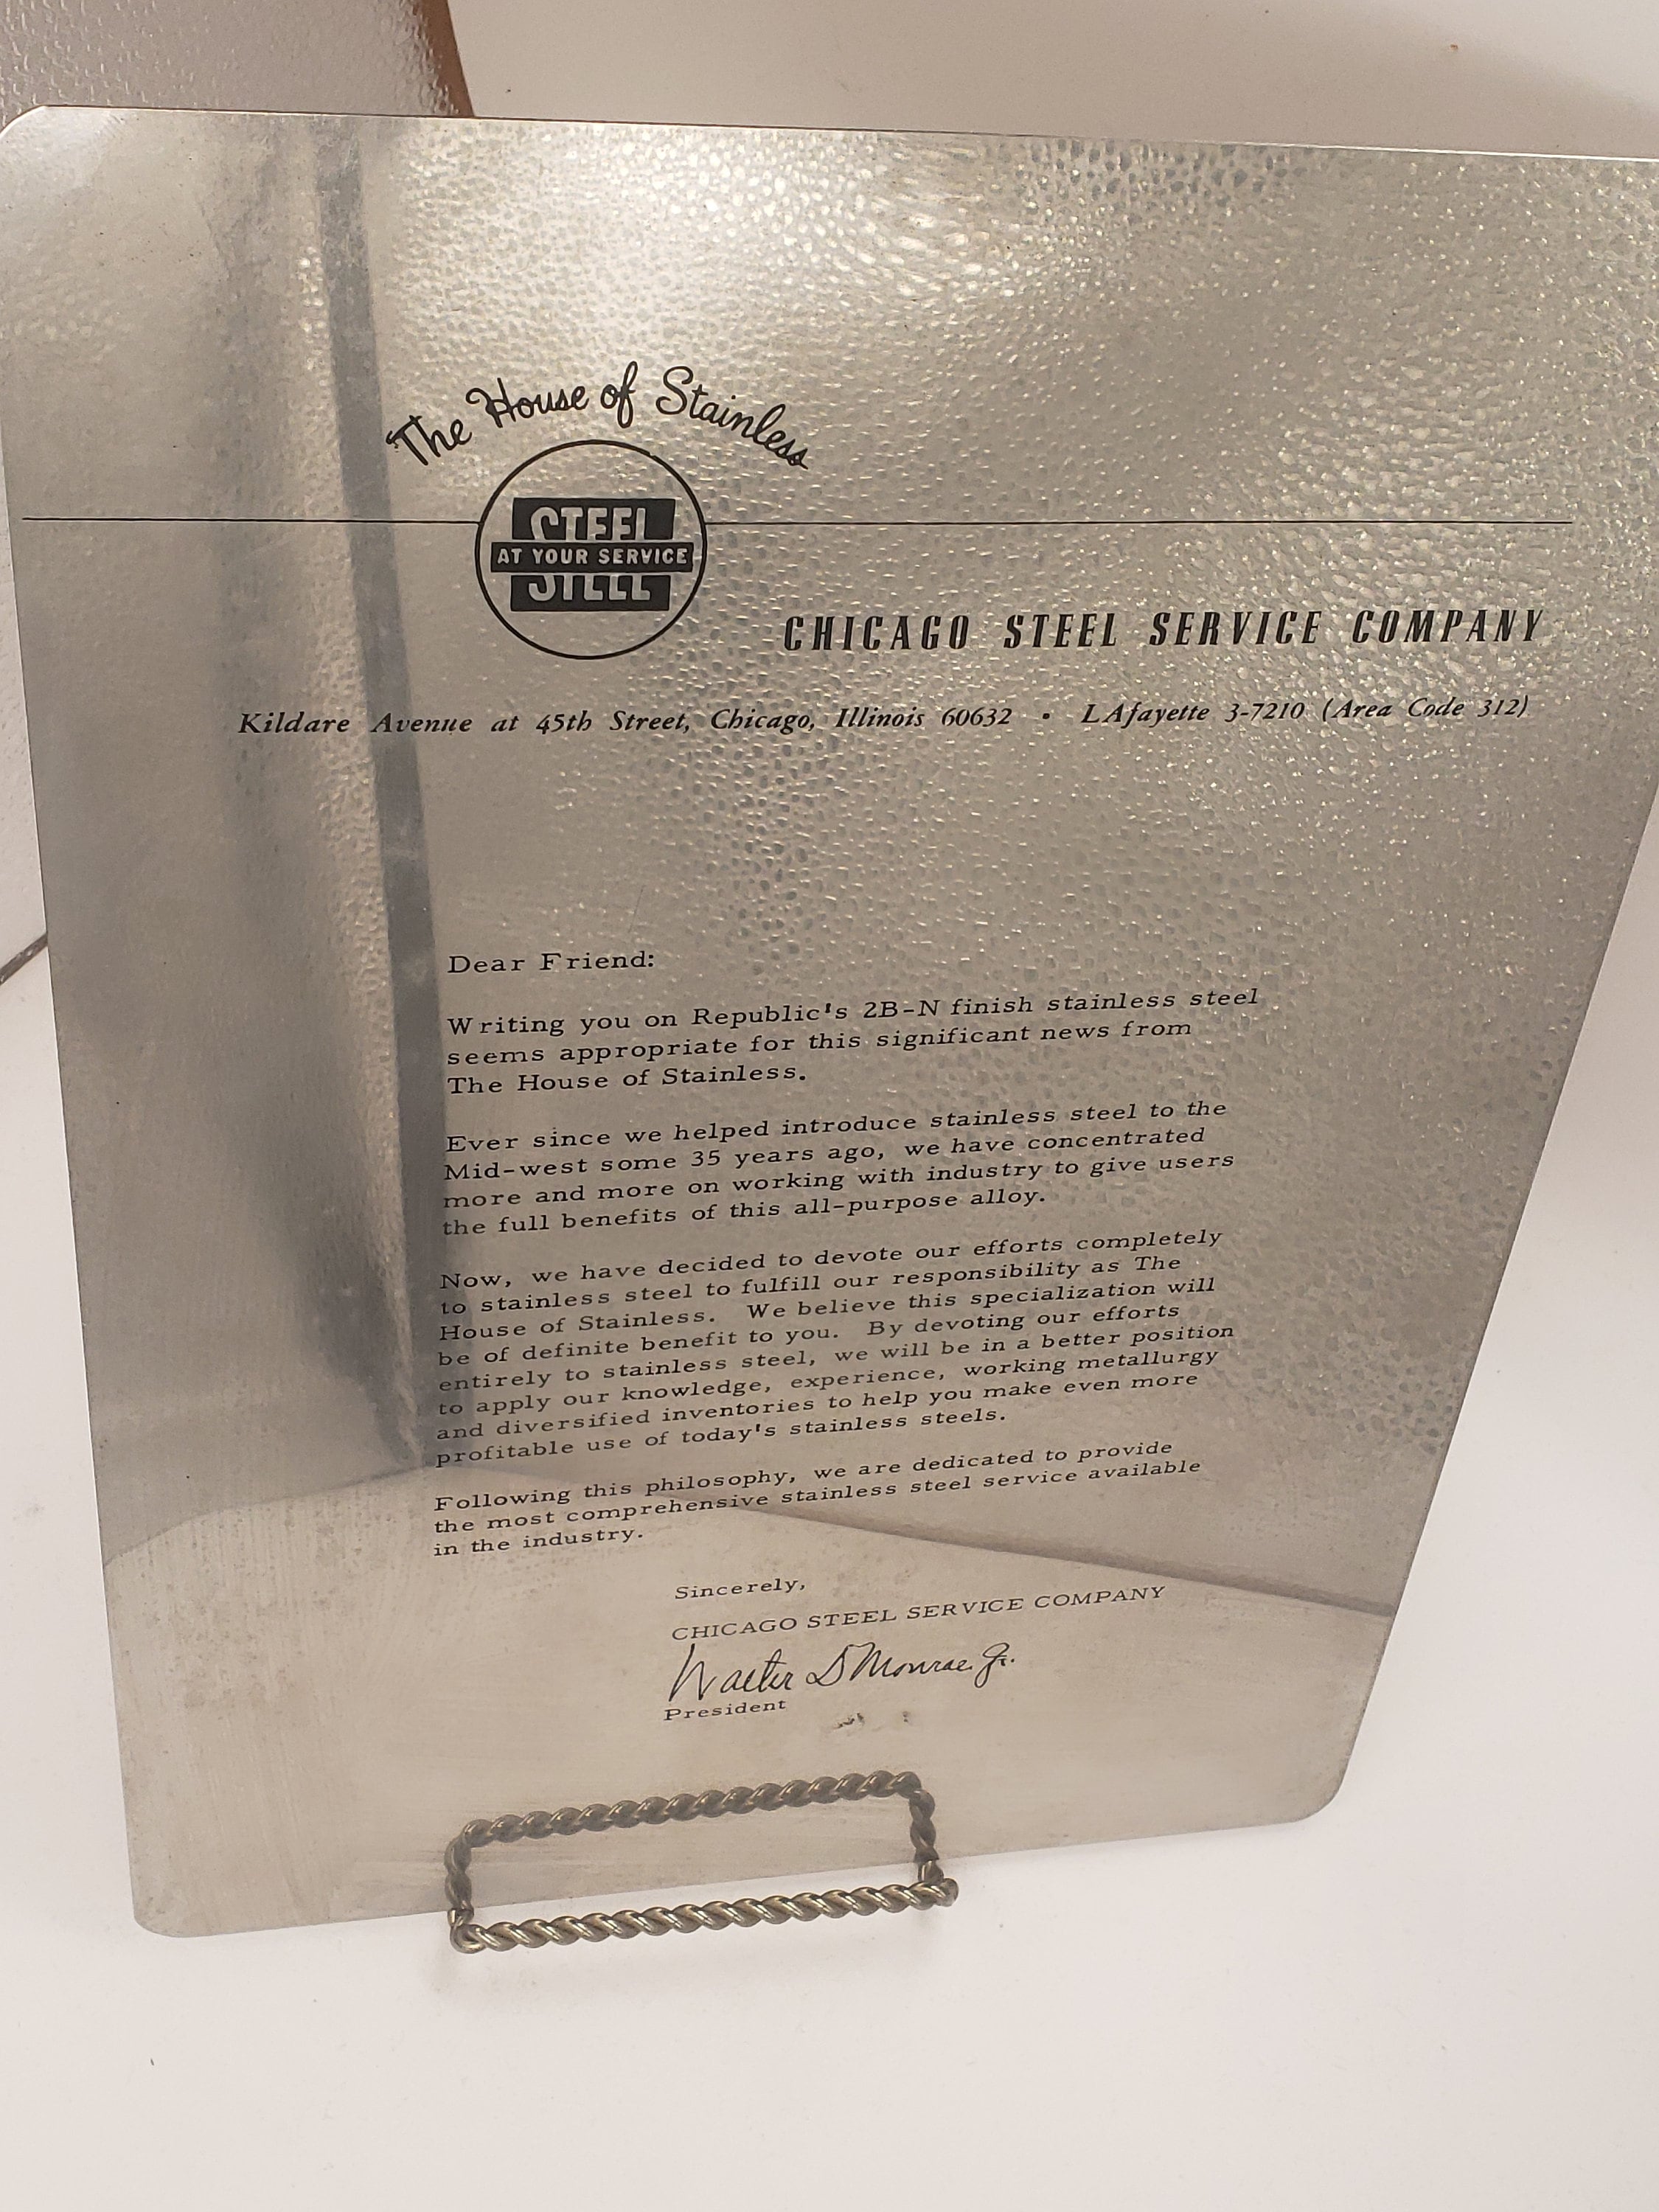 The House of Stainless
STEEL
AT YOUR SERVICE
STEEL
CHICAGO STEEL SERVICE COMPANY
Kildare Avenue at 45th Street, Chicago, Illinois 60632 • LAfayette 3-7210 (Area Code 312)
Dear Friend:
Writing you on Republic's 2B-N finish stainless steel
seems appropriate for this significant news from
The House of Stainless.
Ever since we helped introduce stainless steel to the
Mid-west some 35 years ago, we have concentrated
more and more on working with industry to give users
the full benefits of this all-purpose alloy.
Now, we have decided to devote our efforts completely
to stainless steel to fulfill our responsibility as The
House of Stainless. We believe this specialization will
be of definite benefit to you. By devoting our efforts
entirely to stainless steel, we will be in a better position
to apply our knowledge, experience, working metallurgy
and diversified inventories to help you make even more
profitable use of today's stainless steels.
Following this philosophy, we are dedicated to provide
the most comprehensive stainless steel service available
in the industry.
Sincerely,
CHICAGO STEEL SERVICE COMPANY
Walter D Monroe Jr.
President